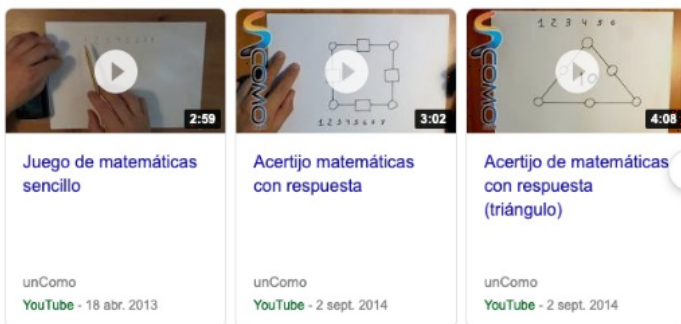 2:59
Juego de matemáticas
sencillo
unComo
YouTube - 18 abr. 2013
COMO
3:02
Acertijo matemáticas
con respuesta
unComo
YouTube - 2 sept. 2014
1 2 3 4 5 6
COMO
4:08
Acertijo de matemáticas
con respuesta
(triángulo)
unComo
YouTube - 2 sept. 2014